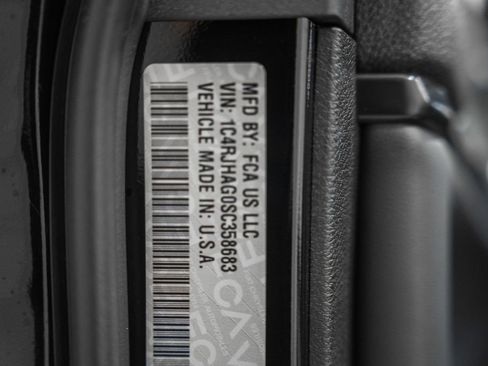 MFD BY: FCA US LLC
VIN: 1C4RJHAG0SC358683
VEHICLE MADE IN: U.S.A.